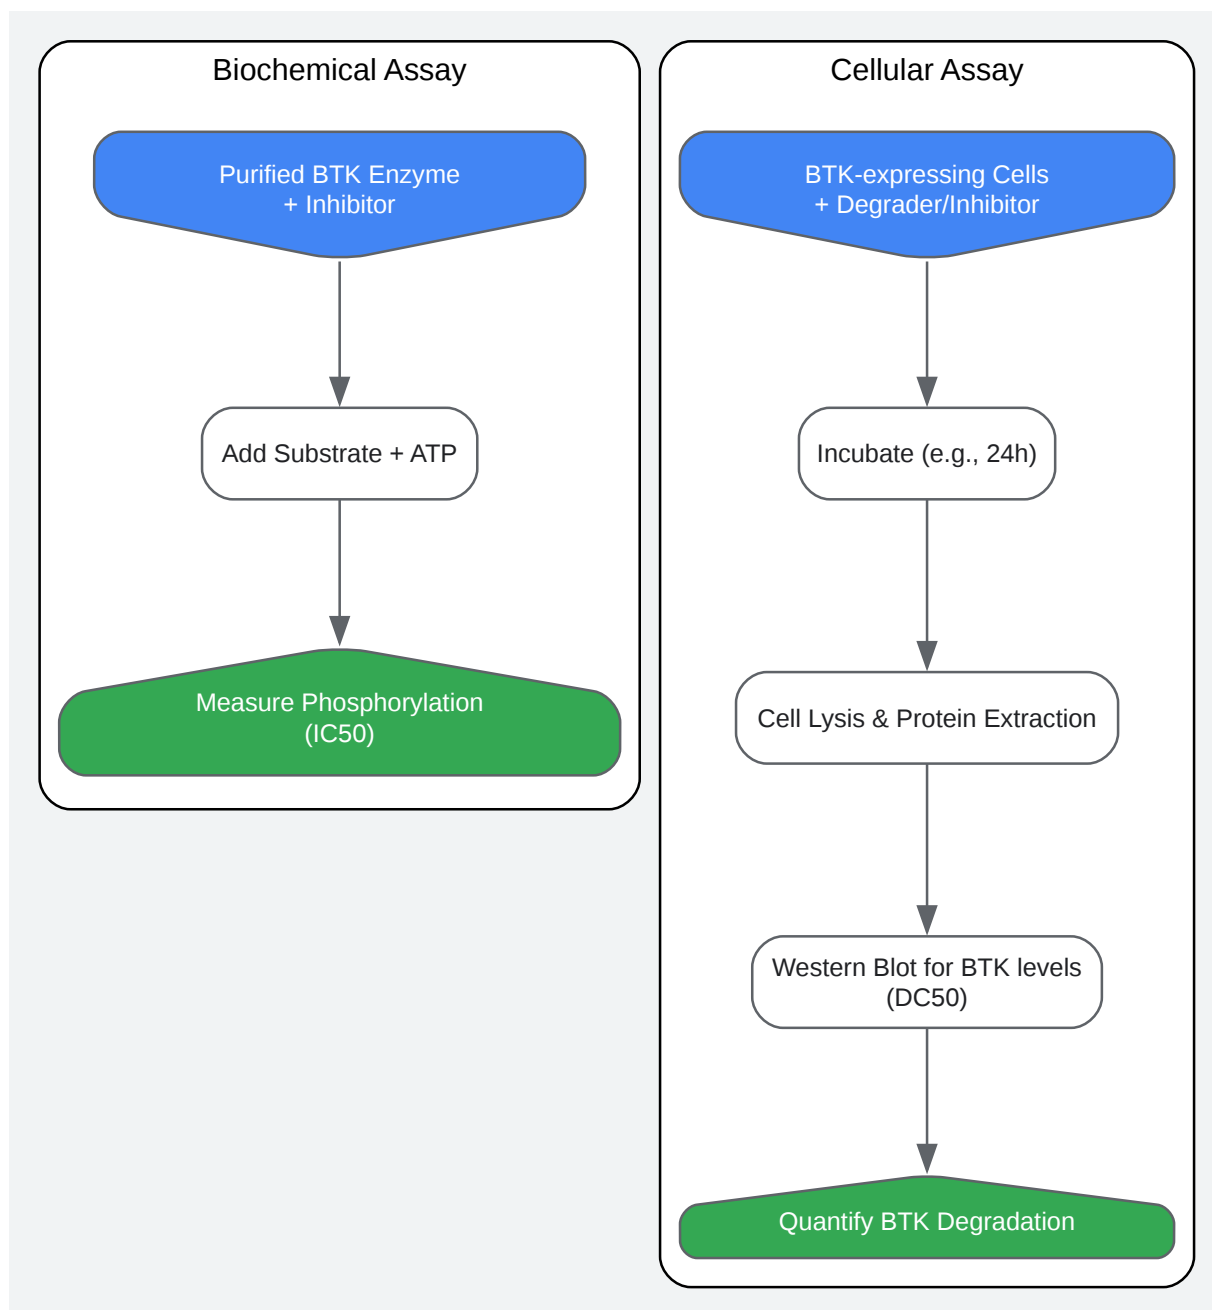 Biochemical Assay
Purified BTK Enzyme
+ Inhibitor
Add Substrate + ATP
Measure Phosphorylation
(IC50)
Cellular Assay
BTK-expressing Cells
+ Degrader/Inhibitor
Incubate (e.g., 24h)
Cell Lysis & Protein Extraction
Western Blot for BTK levels
(DC50)
Quantify BTK Degradation